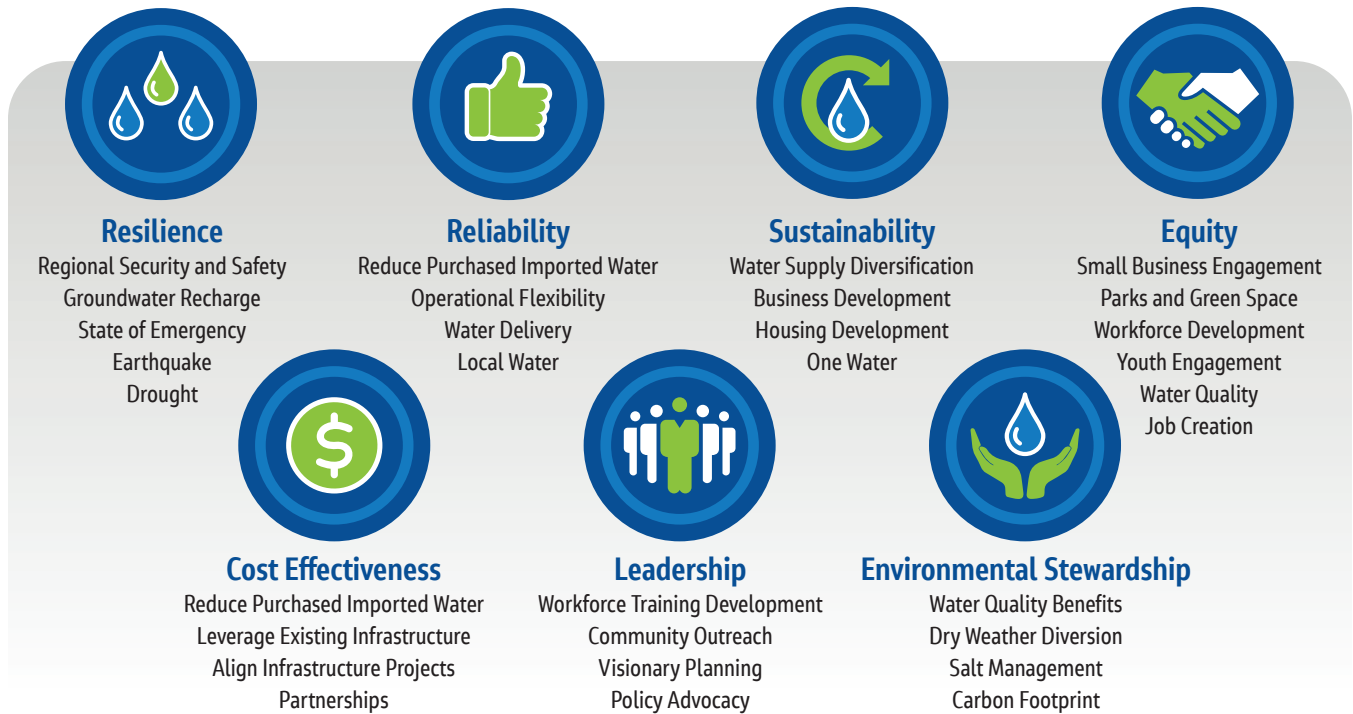 Resilience
Regional Security and Safety
Groundwater Recharge
State of Emergency
Earthquake
Drought
Reliability
Reduce Purchased Imported Water
Operational Flexibility
Water Delivery
Local Water
Sustainability
Water Supply Diversification
Business Development
Housing Development
One Water
Equity
Small Business Engagement
Parks and Green Space
Workforce Development
Youth Engagement
Water Quality
Job Creation
$
Cost Effectiveness
Reduce Purchased Imported Water
Leverage Existing Infrastructure
Align Infrastructure Projects
Partnerships
Leadership
Workforce Training Development
Community Outreach
Visionary Planning
Policy Advocacy
Environmental Stewardship
Water Quality Benefits
Dry Weather Diversion
Salt Management
Carbon Footprint